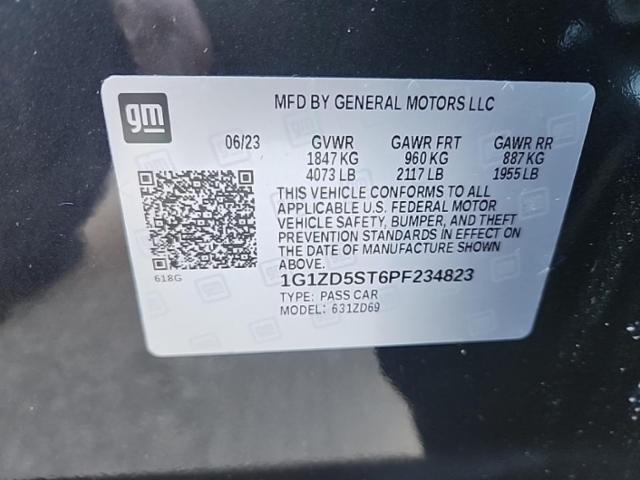 gm
MFD BY GENERAL MOTORS LLC
06/23 GVWR GAWR FRT GAWR RR
1847 KG 960 KG 887 KG
4073 LB 2117 LB 1955 LB
THIS VEHICLE CONFORMS TO ALL
APPLICABLE U.S. FEDERAL MOTOR
VEHICLE SAFETY, BUMPER, AND THEFT
PREVENTION STANDARDS IN EFFECT ON
THE DATE OF MANUFACTURE SHOWN
ABOVE.
618G
1G1ZD5ST6PF234823
TYPE: PASS CAR
MODEL: 631ZD69